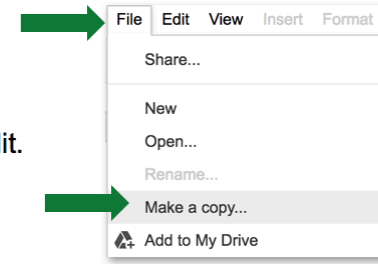 File Edit View Insert Format
Share...
New
Open...
it.
Rename...
Make a copy...
Add to My Drive